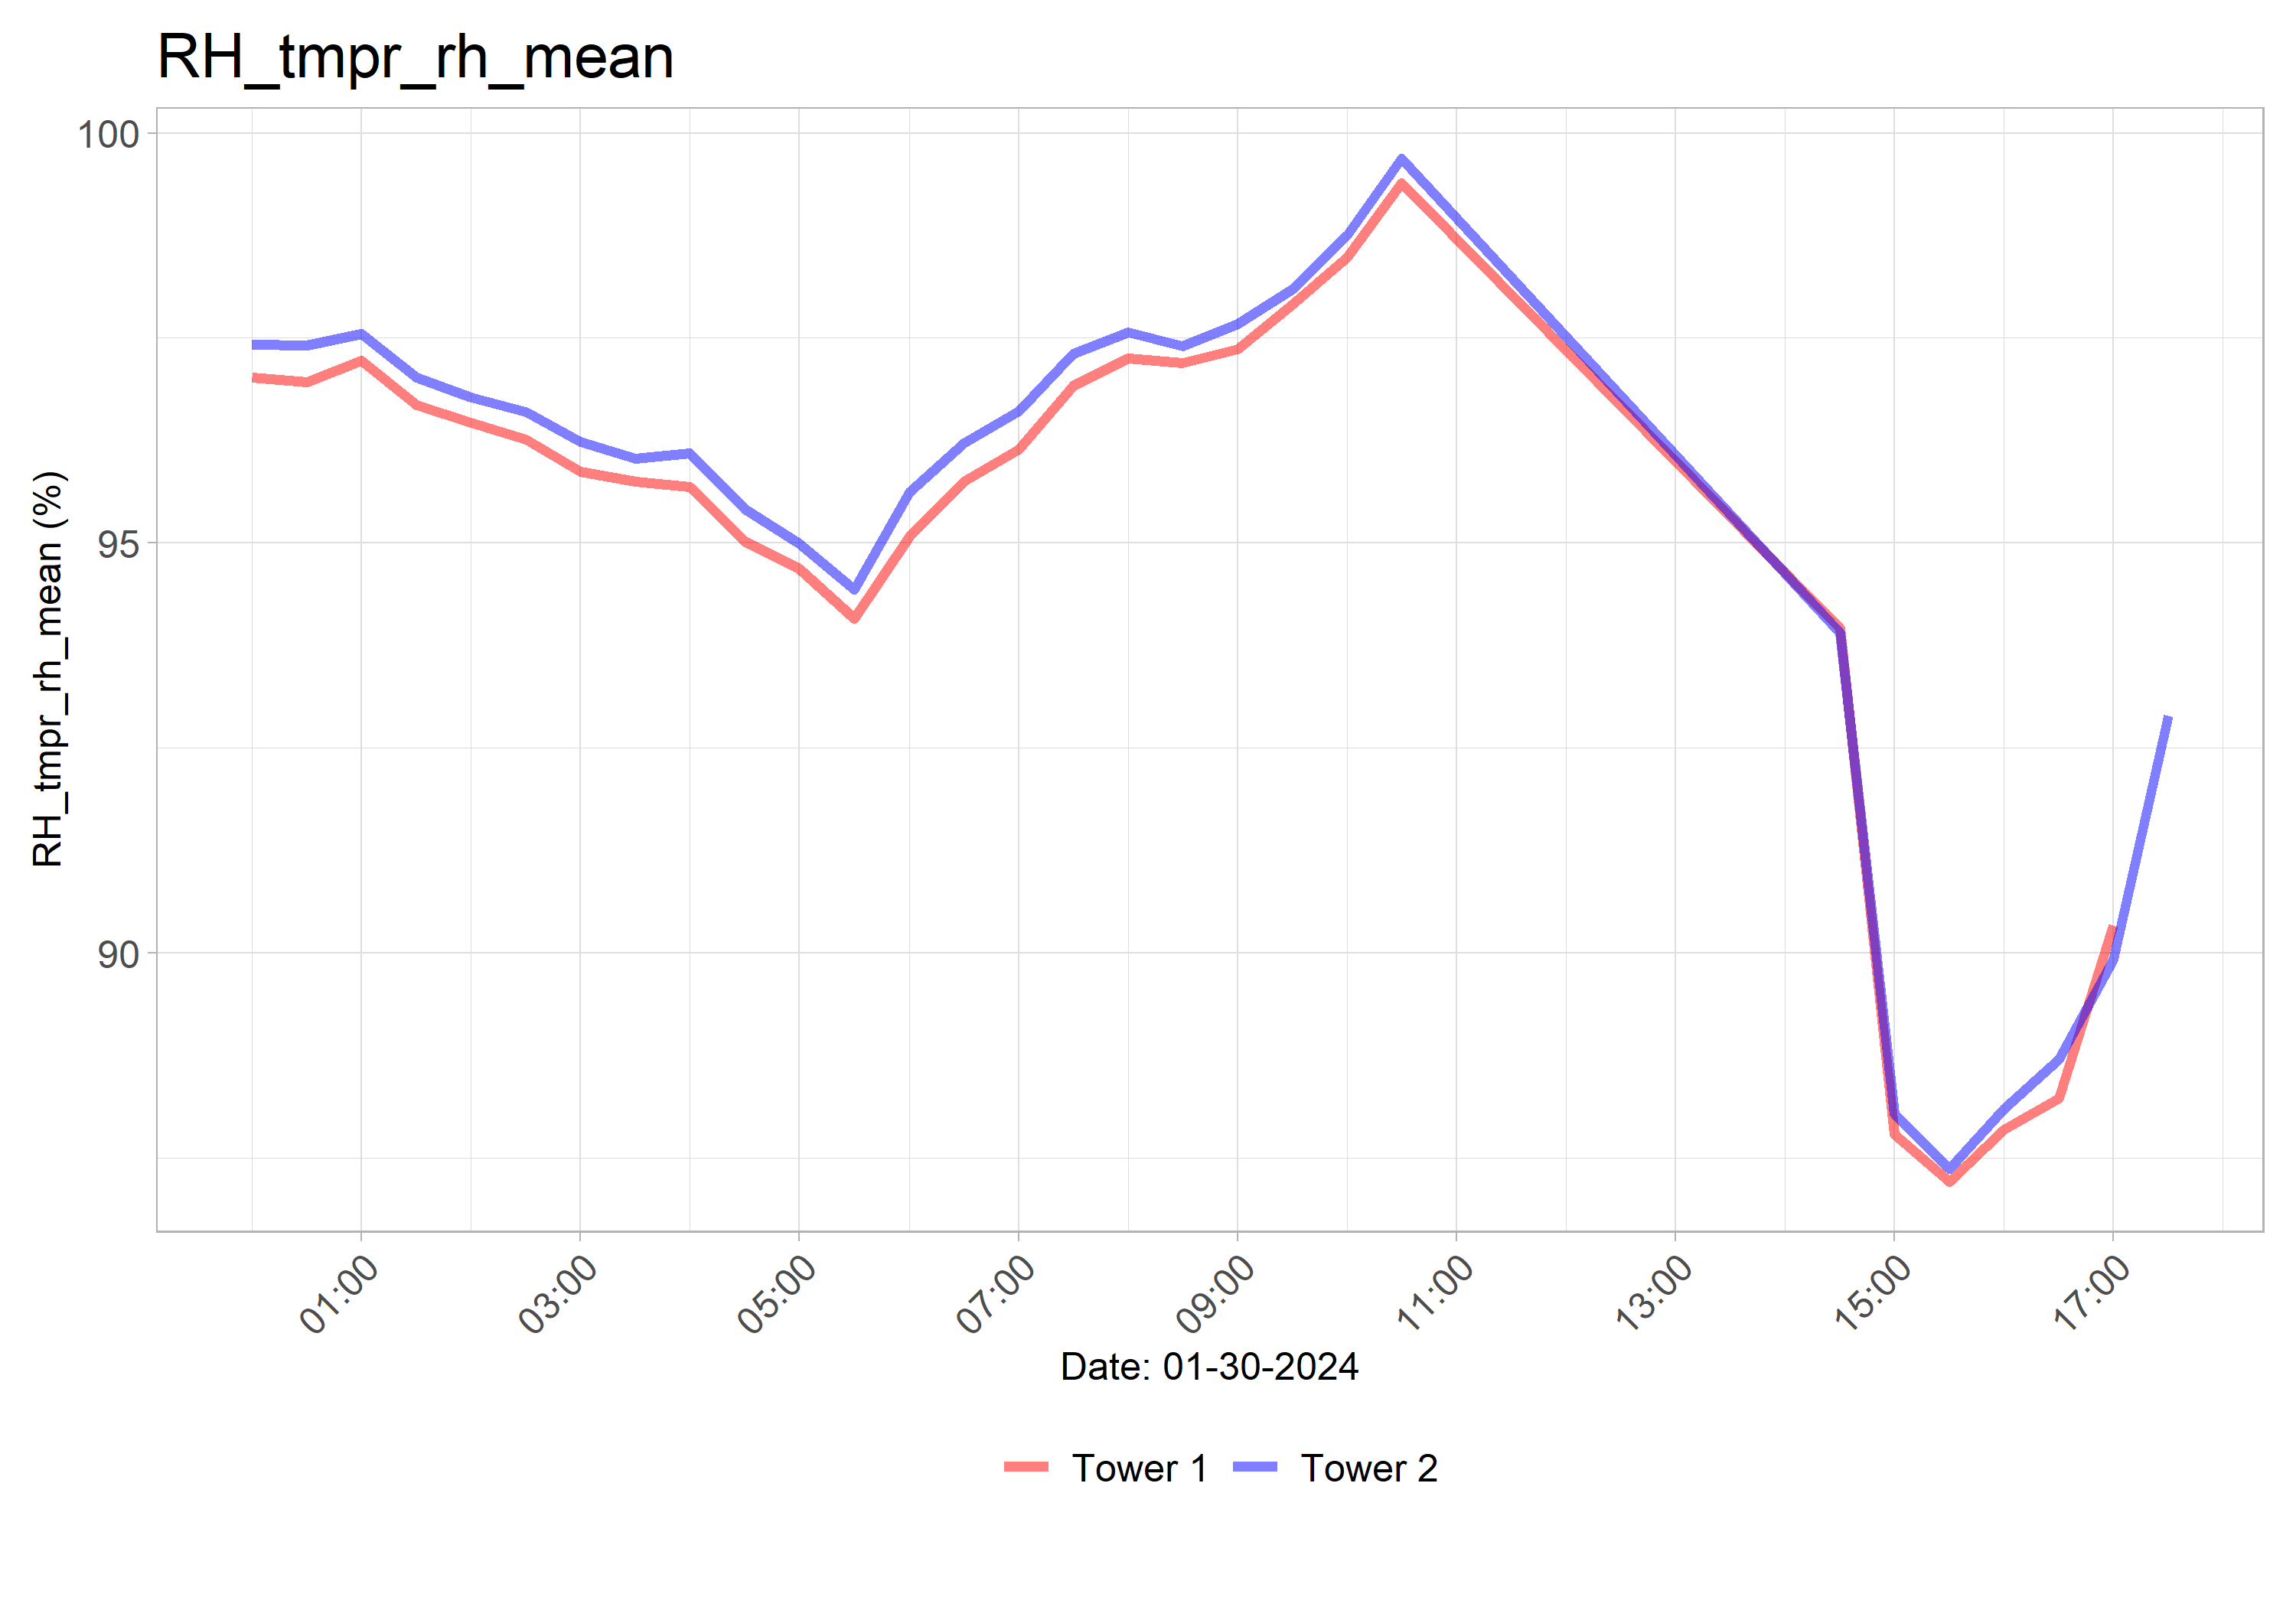 RH_tmpr_rh_mean
RH_tmpr_rh_mean (%)
100
95
90
01:00 03:00 05:00 07:00 09:00 11:00 13:00 15:00 17:00
Date: 01-30-2024
Tower 1 Tower 2